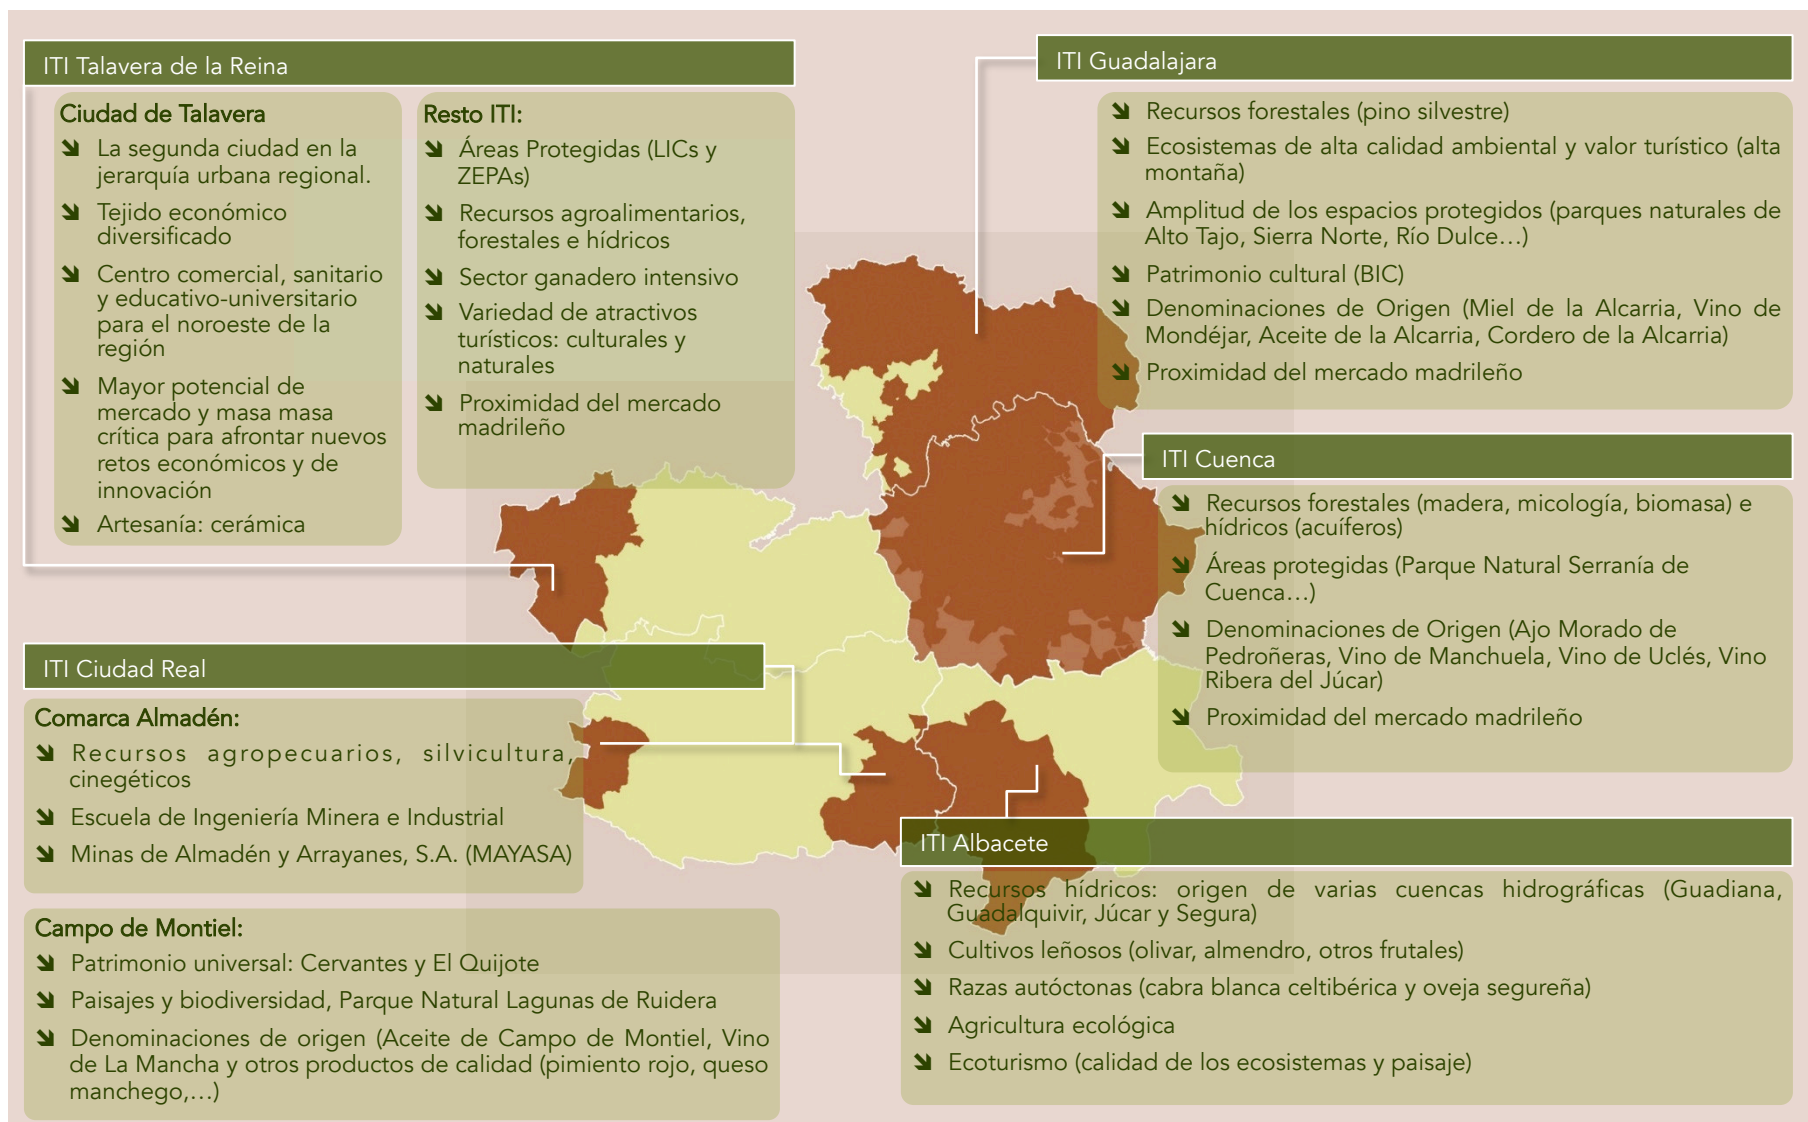 ITI Talavera de la Reina
Ciudad de Talavera
La segunda ciudad en la
jerarquía urbana regional.
Tejido económico
diversificado
Centro comercial, sanitario
y educativo-universitario
para el noroeste de la
región
Mayor potencial de
mercado y masa masa
crítica para afrontar nuevos
retos económicos y de
innovación
Artesanía: cerámica
Resto ITI:
Áreas Protegidas (LICs y
ZEPAs)
Recursos agroalimentarios,
forestales e hídricos
Sector ganadero intensivo
Variedad de atractivos
turísticos: culturales y
naturales
Proximidad del mercado
madrileño
ITI Guadalajara
Recursos forestales (pino silvestre)
Ecosistemas de alta calidad ambiental y valor turístico (alta
montaña)
Amplitud de los espacios protegidos (parques naturales de
Alto Tajo, Sierra Norte, Río Dulce…)
Patrimonio cultural (BIC)
Denominaciones de Origen (Miel de la Alcarria, Vino de
Mondéjar, Aceite de la Alcarria, Cordero de la Alcarria)
Proximidad del mercado madrileño
ITI Cuenca
Recursos forestales (madera, micología, biomasa) e
hídricos (acuíferos)
Áreas protegidas (Parque Natural Serranía de
Cuenca…)
Denominaciones de Origen (Ajo Morado de
Pedroñeras, Vino de Manchuela, Vino de Uclés, Vino
Ribera del Júcar)
Proximidad del mercado madrileño
ITI Ciudad Real
Comarca Almadén:
Recursos agropecuarios, silvicultura,
cinegéticos
Escuela de Ingeniería Minera e Industrial
Minas de Almadén y Arrayanes, S.A. (MAYASA)
Campo de Montiel:
Patrimonio universal: Cervantes y El Quijote
Paisajes y biodiversidad, Parque Natural Lagunas de Ruidera
Denominaciones de origen (Aceite de Campo de Montiel, Vino
de La Mancha y otros productos de calidad (pimiento rojo, queso
manchego,…)
ITI Albacete
Recursos hídricos: origen de varias cuencas hidrográficas (Guadiana,
Guadalquivir, Júcar y Segura)
Cultivos leñosos (olivar, almendro, otros frutales)
Razas autóctonas (cabra blanca celtibérica y oveja segureña)
Agricultura ecológica
Ecoturismo (calidad de los ecosistemas y paisaje)